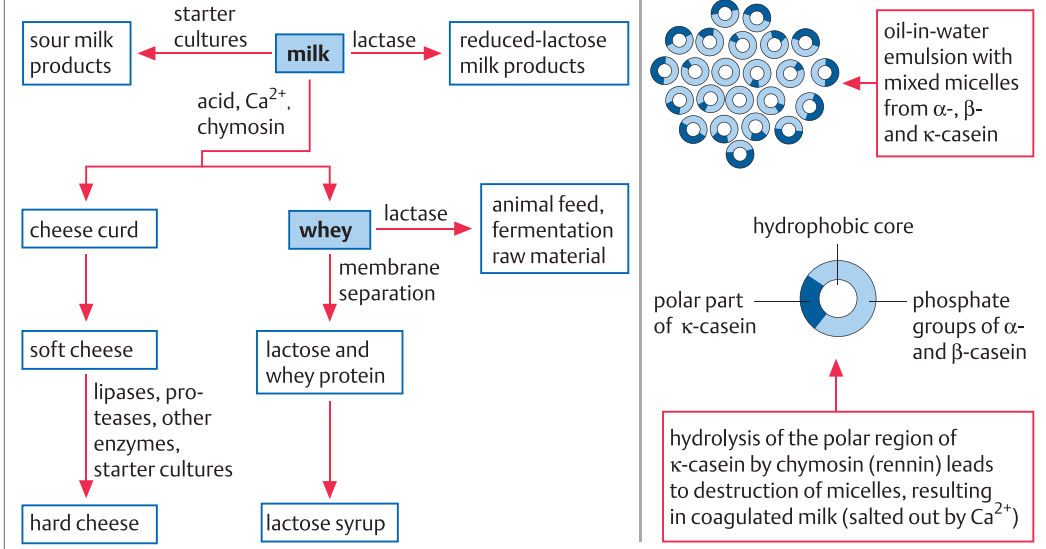 starter
cultures
sour milk
products
milk
lactase
reduced-lactose
milk products
acid, Ca²⁺,
chymosin
cheese curd
whey
lactase
animal feed,
fermentation
raw material
membrane
separation
soft cheese
lactose and
whey protein
lipases, pro-
teases, other
enzymes,
starter cultures
hard cheese
lactose syrup
oil-in-water
emulsion with
mixed micelles
from α-, β-
and κ-casein
hydrophobic core
polar part
of κ-casein
phosphate
groups of α-
and β-casein
hydrolysis of the polar region of
κ-casein by chymosin (rennin) leads
to destruction of micelles, resulting
in coagulated milk (salted out by Ca²⁺)